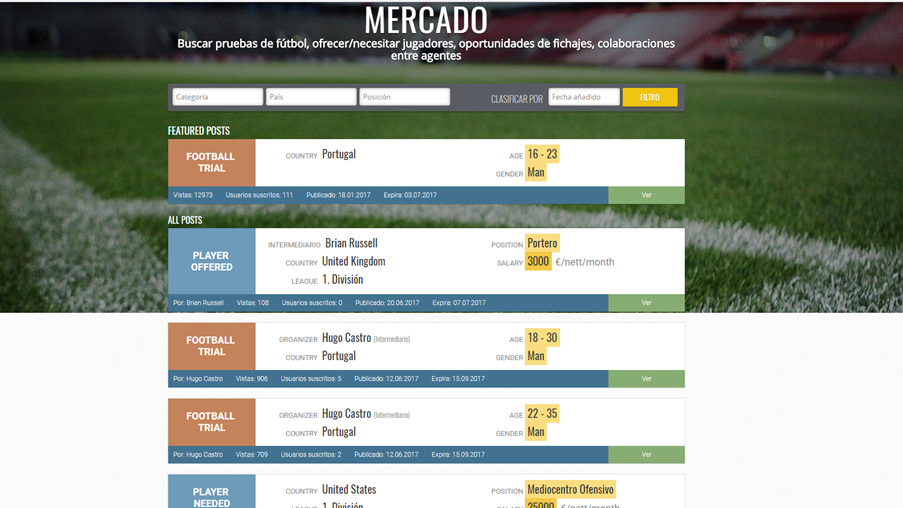 MERCADO
Buscar pruebas de fútbol, ofrecer/necesitar jugadores, oportunidades de fichajes, colaboraciones
entre agentes
Categoría País Posición CLASIFICAR POR Fecha añadido FILTRO
FEATURED POSTS
FOOTBALL TRIAL
COUNTRY Portugal
AGE 16 - 23
GENDER Man
Vistas: 12973 Usuarios suscritos: 111 Publicado: 18.01.2017 Expira: 03.07.2017 Ver
ALL POSTS
PLAYER OFFERED
INTERMEDIARIO Brian Russell
COUNTRY United Kingdom
LEAGUE 1. División
POSITION Portero
SALARY 3000 €/nett/month
Por: Brian Russell Vistas: 108 Usuarios suscritos: 0 Publicado: 20.06.2017 Expira: 07.07.2017 Ver
FOOTBALL TRIAL
ORGANIZER Hugo Castro (Intermediario)
COUNTRY Portugal
AGE 18 - 30
GENDER Man
Por: Hugo Castro Vistas: 906 Usuarios suscritos: 5 Publicado: 12.06.2017 Expira: 15.09.2017 Ver
FOOTBALL TRIAL
ORGANIZER Hugo Castro (Intermediario)
COUNTRY Portugal
AGE 22 - 35
GENDER Man
Por: Hugo Castro Vistas: 709 Usuarios suscritos: 2 Publicado: 12.06.2017 Expira: 15.09.2017 Ver
PLAYER NEEDED
COUNTRY United States
LEAGUE 1. División
POSITION Mediocentro Ofensivo
SALARY 25000 €/nett/month